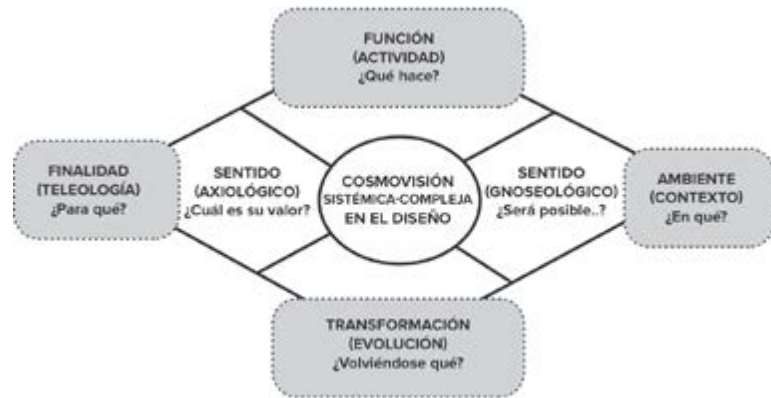 FUNCIÓN
(ACTIVIDAD)
¿Qué hace?
FINALIDAD
(TELEOLOGÍA)
¿Para qué?
SENTIDO
(AXIOLÓGICO)
¿Cuál es su valor?
COSMOVISIÓN
SISTÉMICA-COMPLEJA
EN EL DISEÑO
SENTIDO
(GNOSEOLÓGICO)
¿Será posible..?
AMBIENTE
(CONTEXTO)
¿En qué?
TRANSFORMACIÓN
(EVOLUCIÓN)
¿Volviéndose qué?